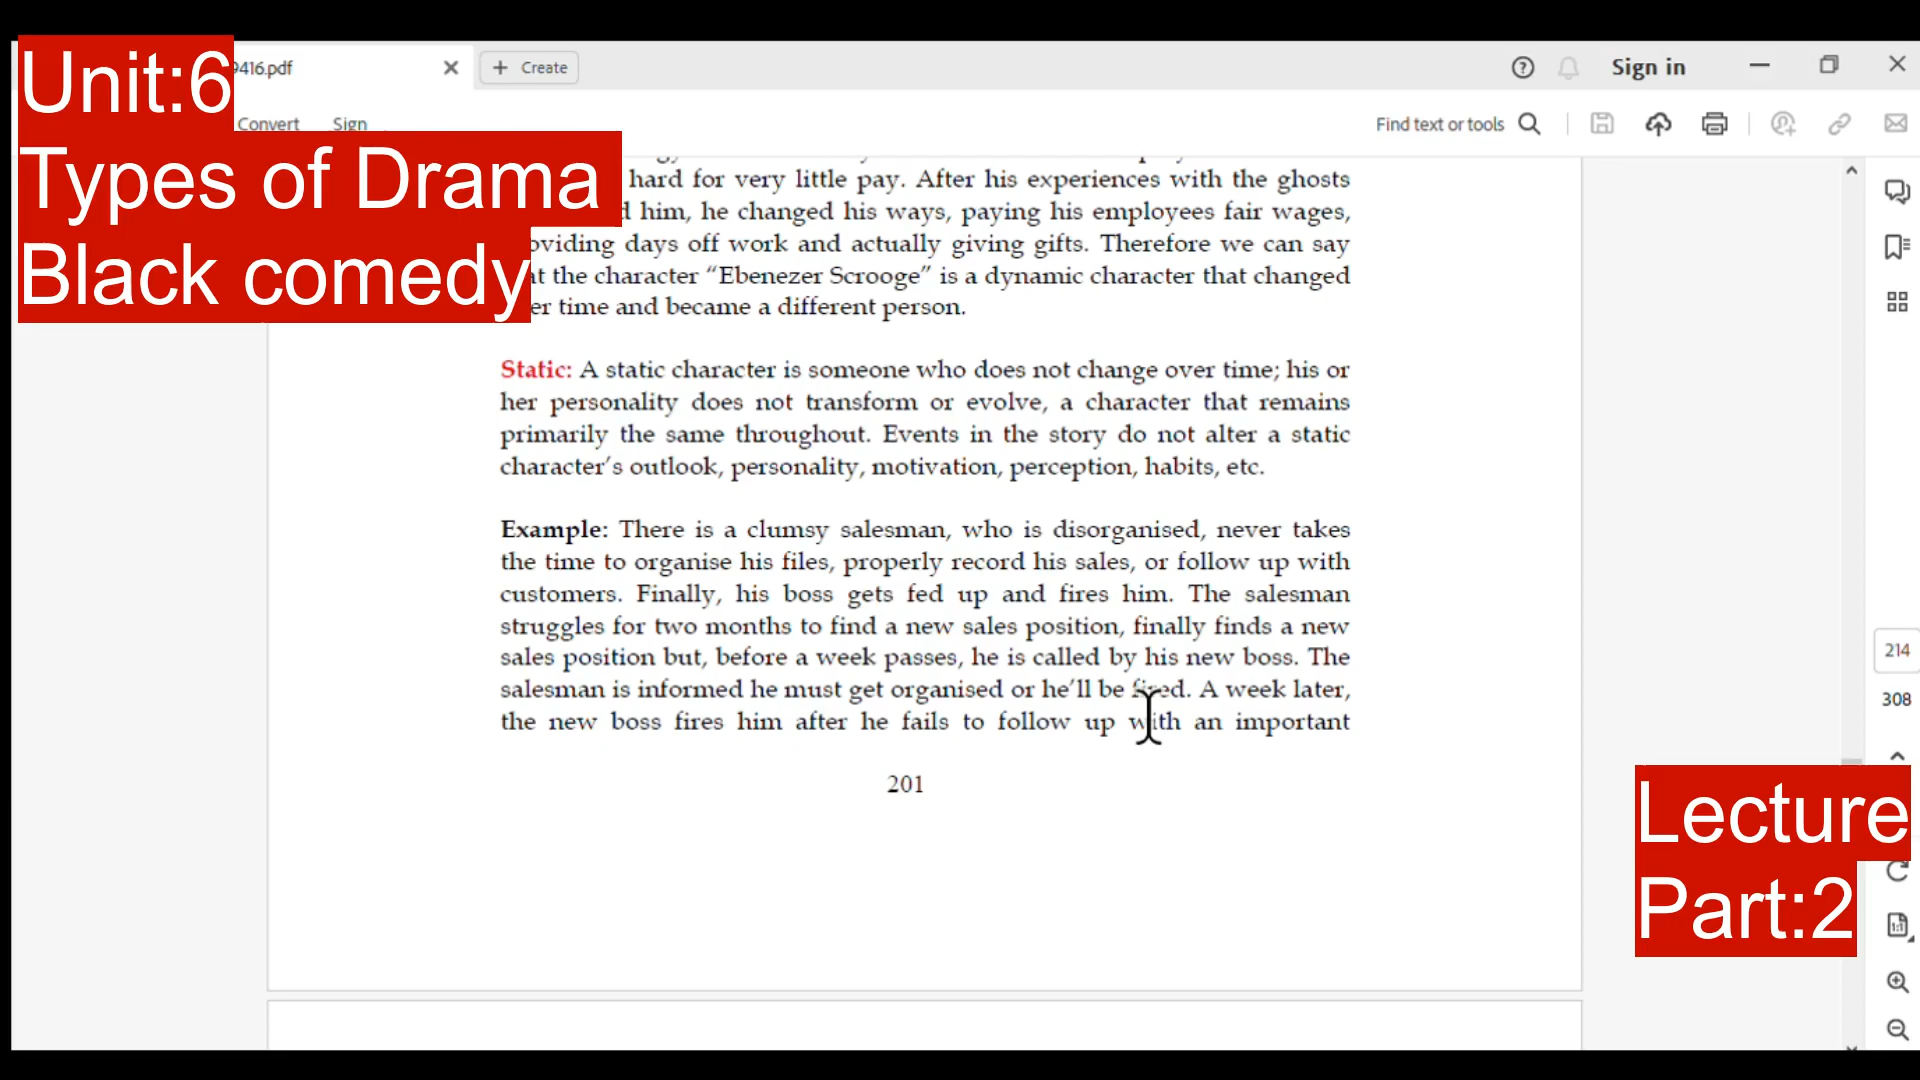 Unit:6
Types of Drama
Black comedy
9416.pdf
Create
Sign in
Convert Sign
Find text or tools
hard for very little pay. After his experiences with the ghosts
him, he changed his ways, paying his employees fair wages,
oviding days off work and actually giving gifts. Therefore we can say
the character “Ebenezer Scrooge” is a dynamic character that changed
er time and became a different person.
Static: A static character is someone who does not change over time; his or
her personality does not transform or evolve, a character that remains
primarily the same throughout. Events in the story do not alter a static
character’s outlook, personality, motivation, perception, habits, etc.
Example: There is a clumsy salesman, who is disorganised, never takes
the time to organise his files, properly record his sales, or follow up with
customers. Finally, his boss gets fed up and fires him. The salesman
struggles for two months to find a new sales position, finally finds a new
sales position but, before a week passes, he is called by his new boss. The
salesman is informed he must get organised or he’ll be fired. A week later,
the new boss fires him after he fails to follow up with an important
201
214
308
Lecture
Part:2